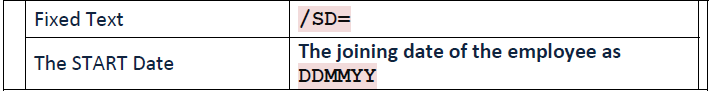 Fixed Text /SD=
The START Date The joining date of the employee as
DDMMYY